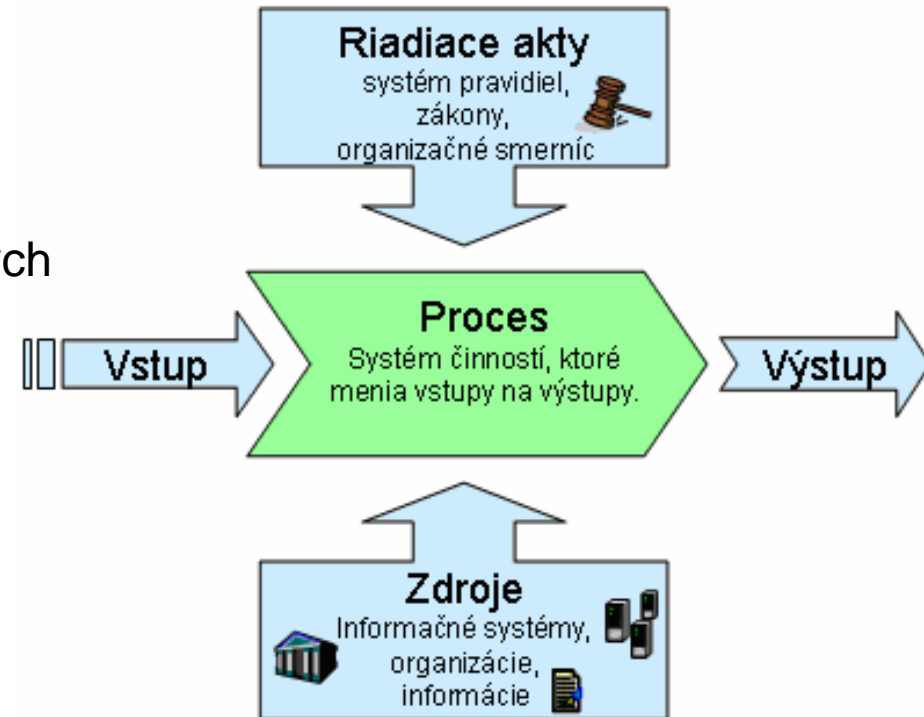 Riadiace akty
systém pravidiel,
zákony,
organizačné smerníc
Vstup
Proces
Systém činností, ktoré
menia vstupy na výstupy.
Výstup
Zdroje
Informačné systémy,
organizácie,
informácie